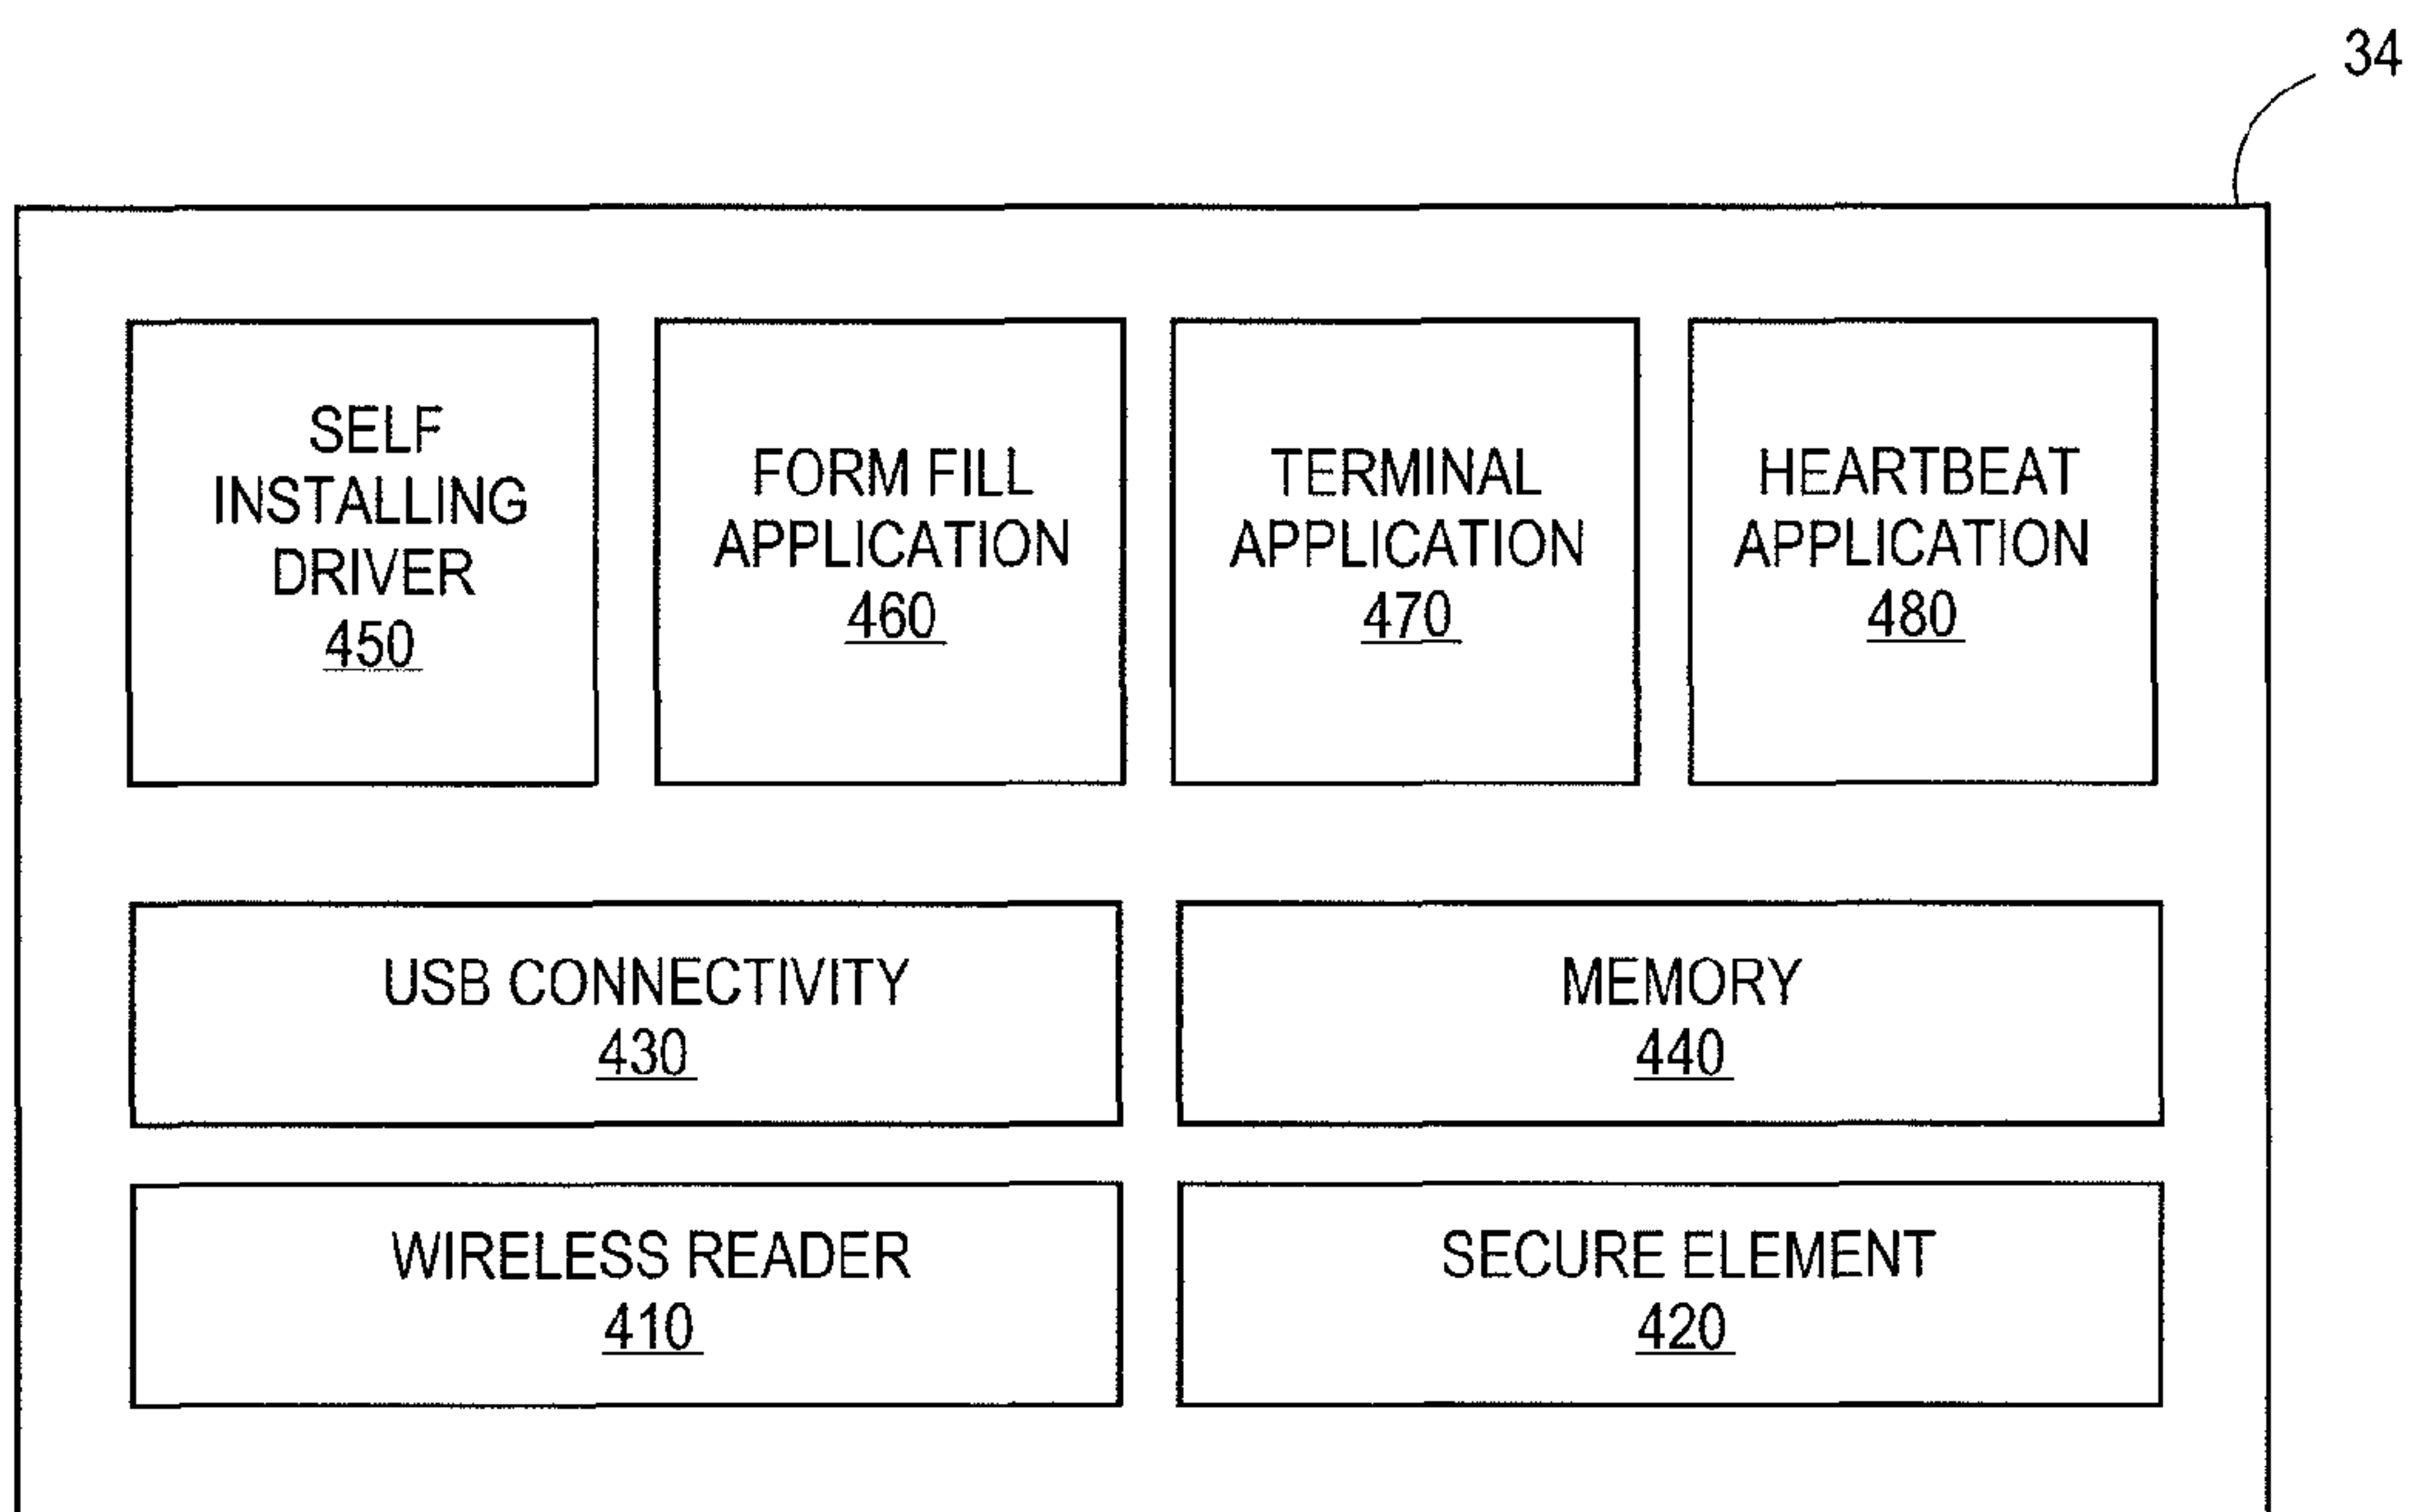 34
SELF
INSTALLING
DRIVER
450
FORM FILL
APPLICATION
460
TERMINAL
APPLICATION
470
HEARTBEAT
APPLICATION
480
USB CONNECTIVITY
430
MEMORY
440
WIRELESS READER
410
SECURE ELEMENT
420